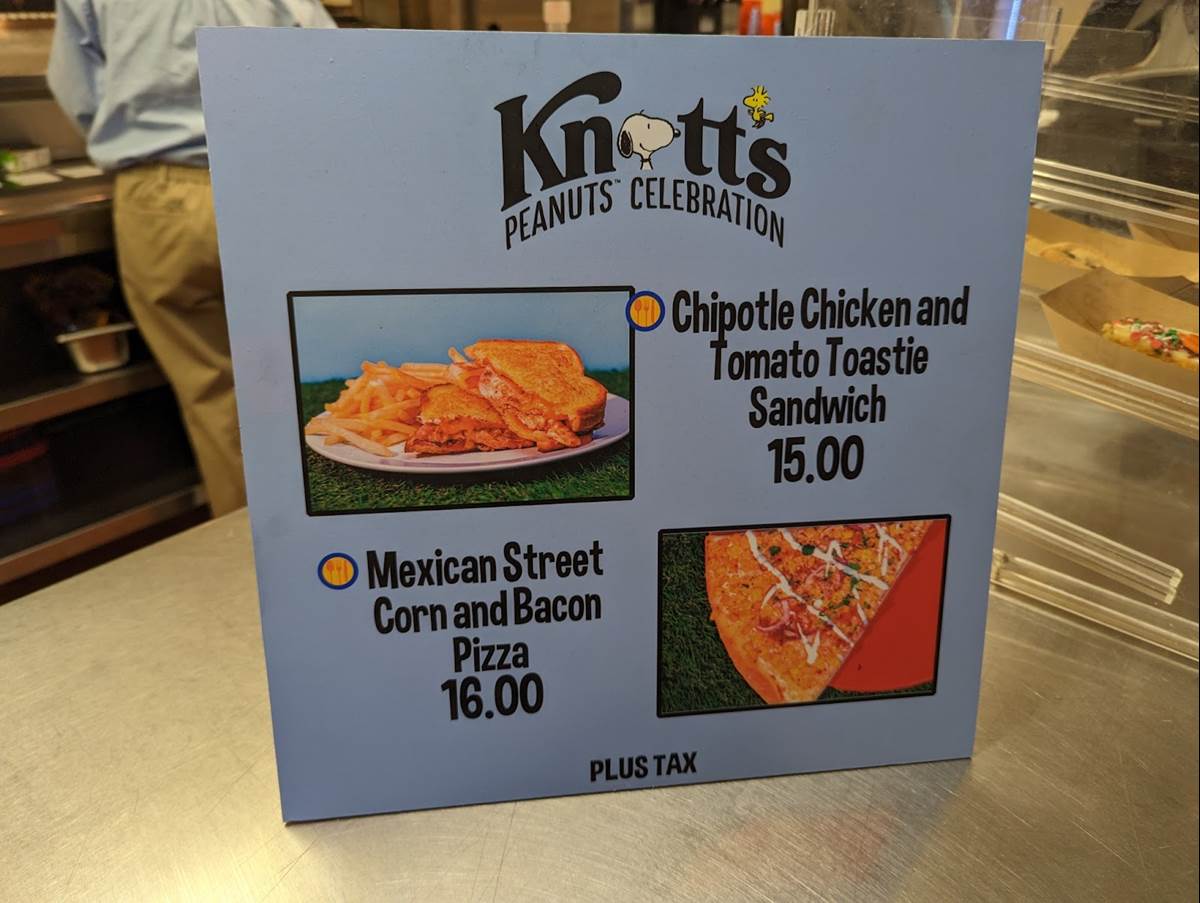 Knott's
PEANUTS™ CELEBRATION
Chipotle Chicken and
Tomato Toastie
Sandwich
15.00
Mexican Street
Corn and Bacon
Pizza
16.00
PLUS TAX